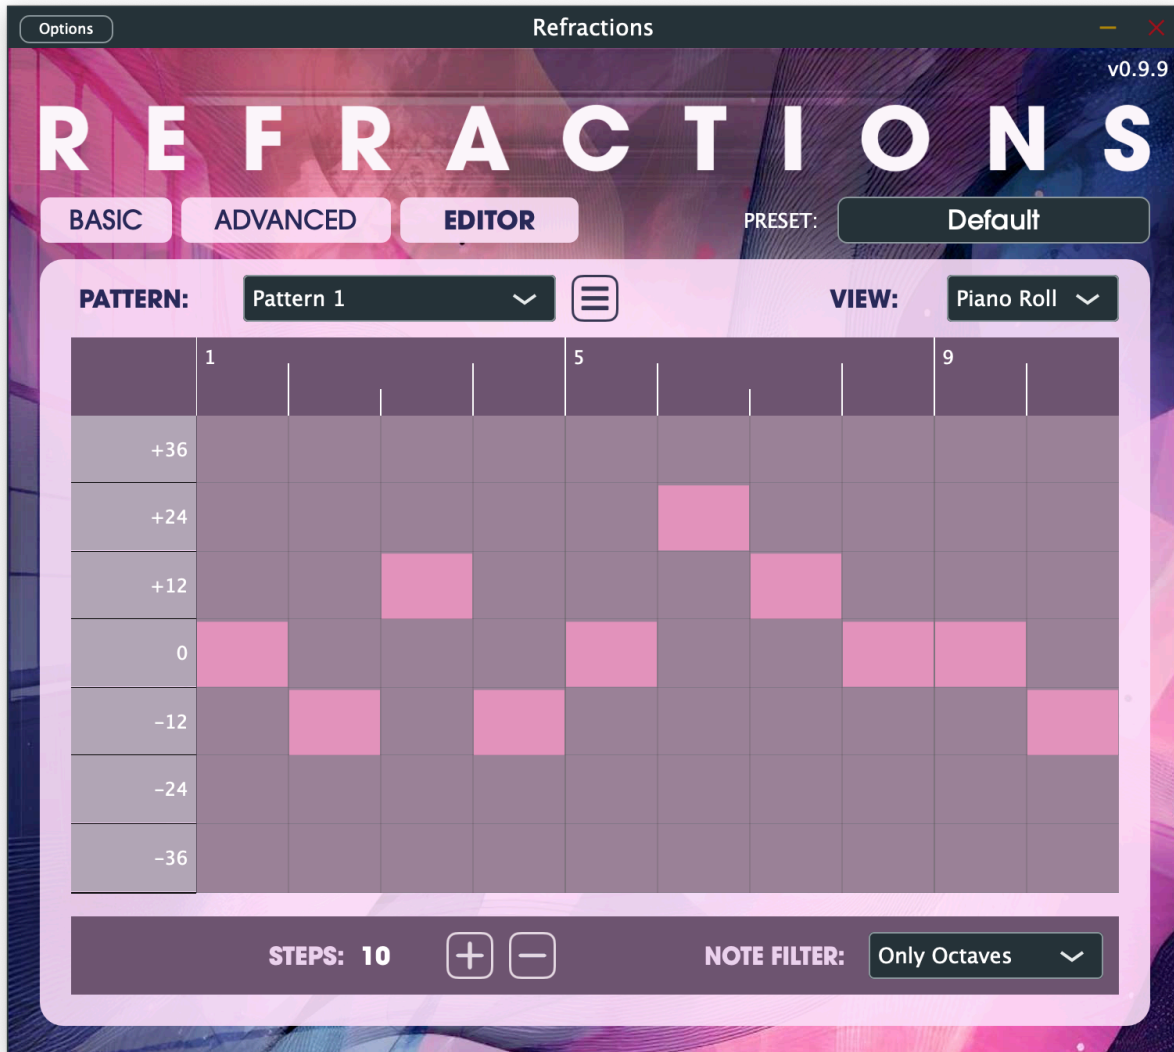 Options Refractions
v0.9.9
REFRACTIONS
BASIC ADVANCED EDITOR PRESET: Default
PATTERN: Pattern 1 VIEW: Piano Roll
1 5 9
+36
+24
+12
0
−12
−24
−36
STEPS: 10 NOTE FILTER: Only Octaves